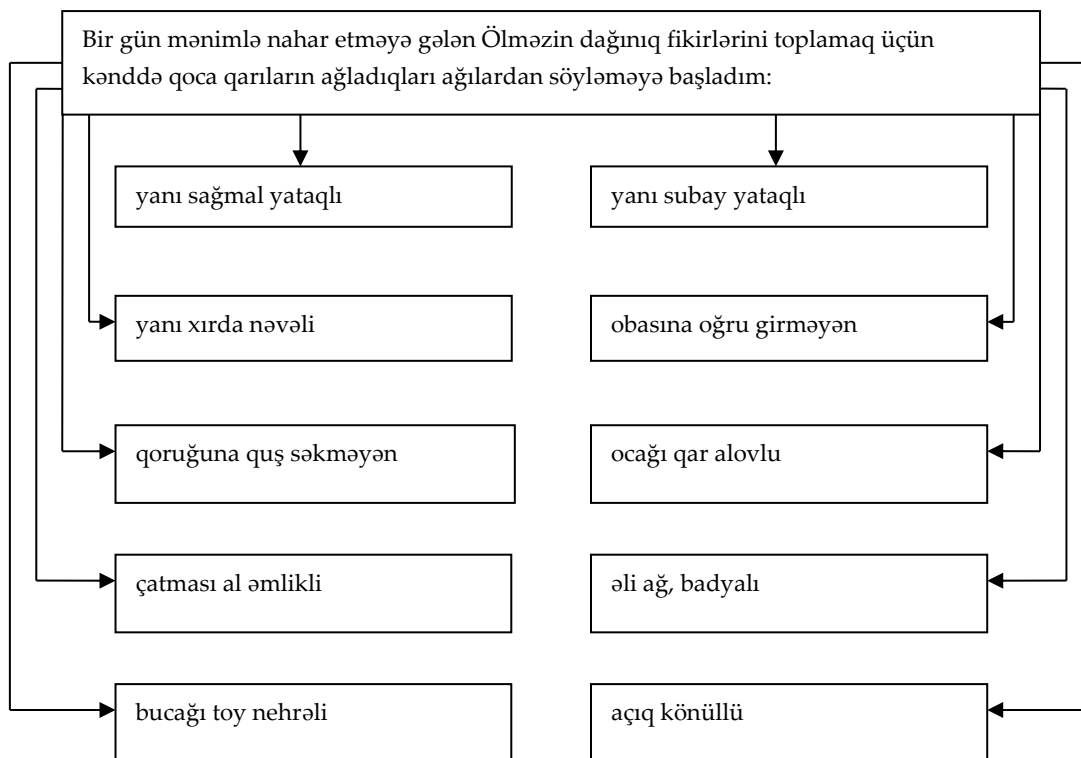 Bir gün mənimlə nahar etməyə gələn Ölməzin dağınıq fikirlərini toplamaq üçün
kənddə qoca qarıların ağladıqları ağılardan söyləməyə başladım:
yanı sağmal yataqlı
yanı subay yataqlı
yanı xırda nəvəli
obasına oğru girməyən
qoruğuna quş səkməyən
ocağı qar alovlu
çatması al əmlikli
əli ağ, badyalı
bucağı toy nehrəli
açıq könüllü